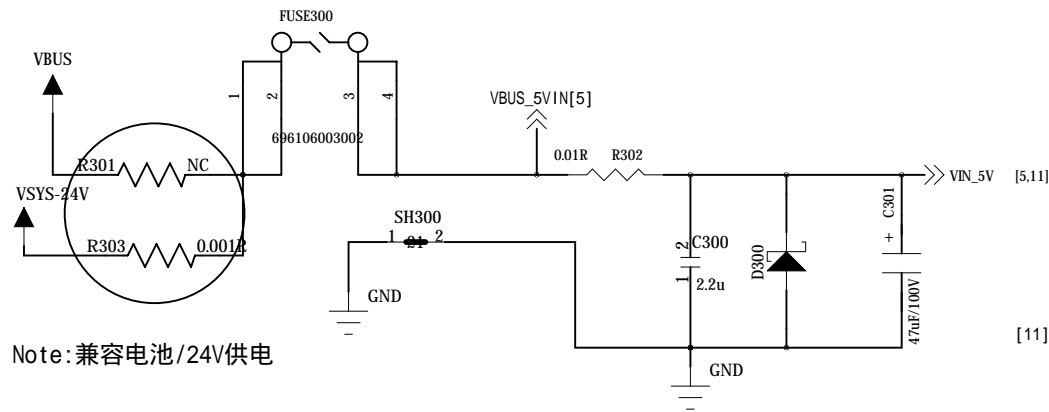 FUSE300
VBUS
1
2
3
4
VBUS_5VIN[5]
696106003002
R301
NC
0.01R
R302
VIN_5V
[5,11]
VSYS-24V
C301
SH300
1
2
R303
0.001R
+
2
C300
D300
1
2.2u
GND
47uF/100V
[11]
Note:兼容电池/24V供电
GND